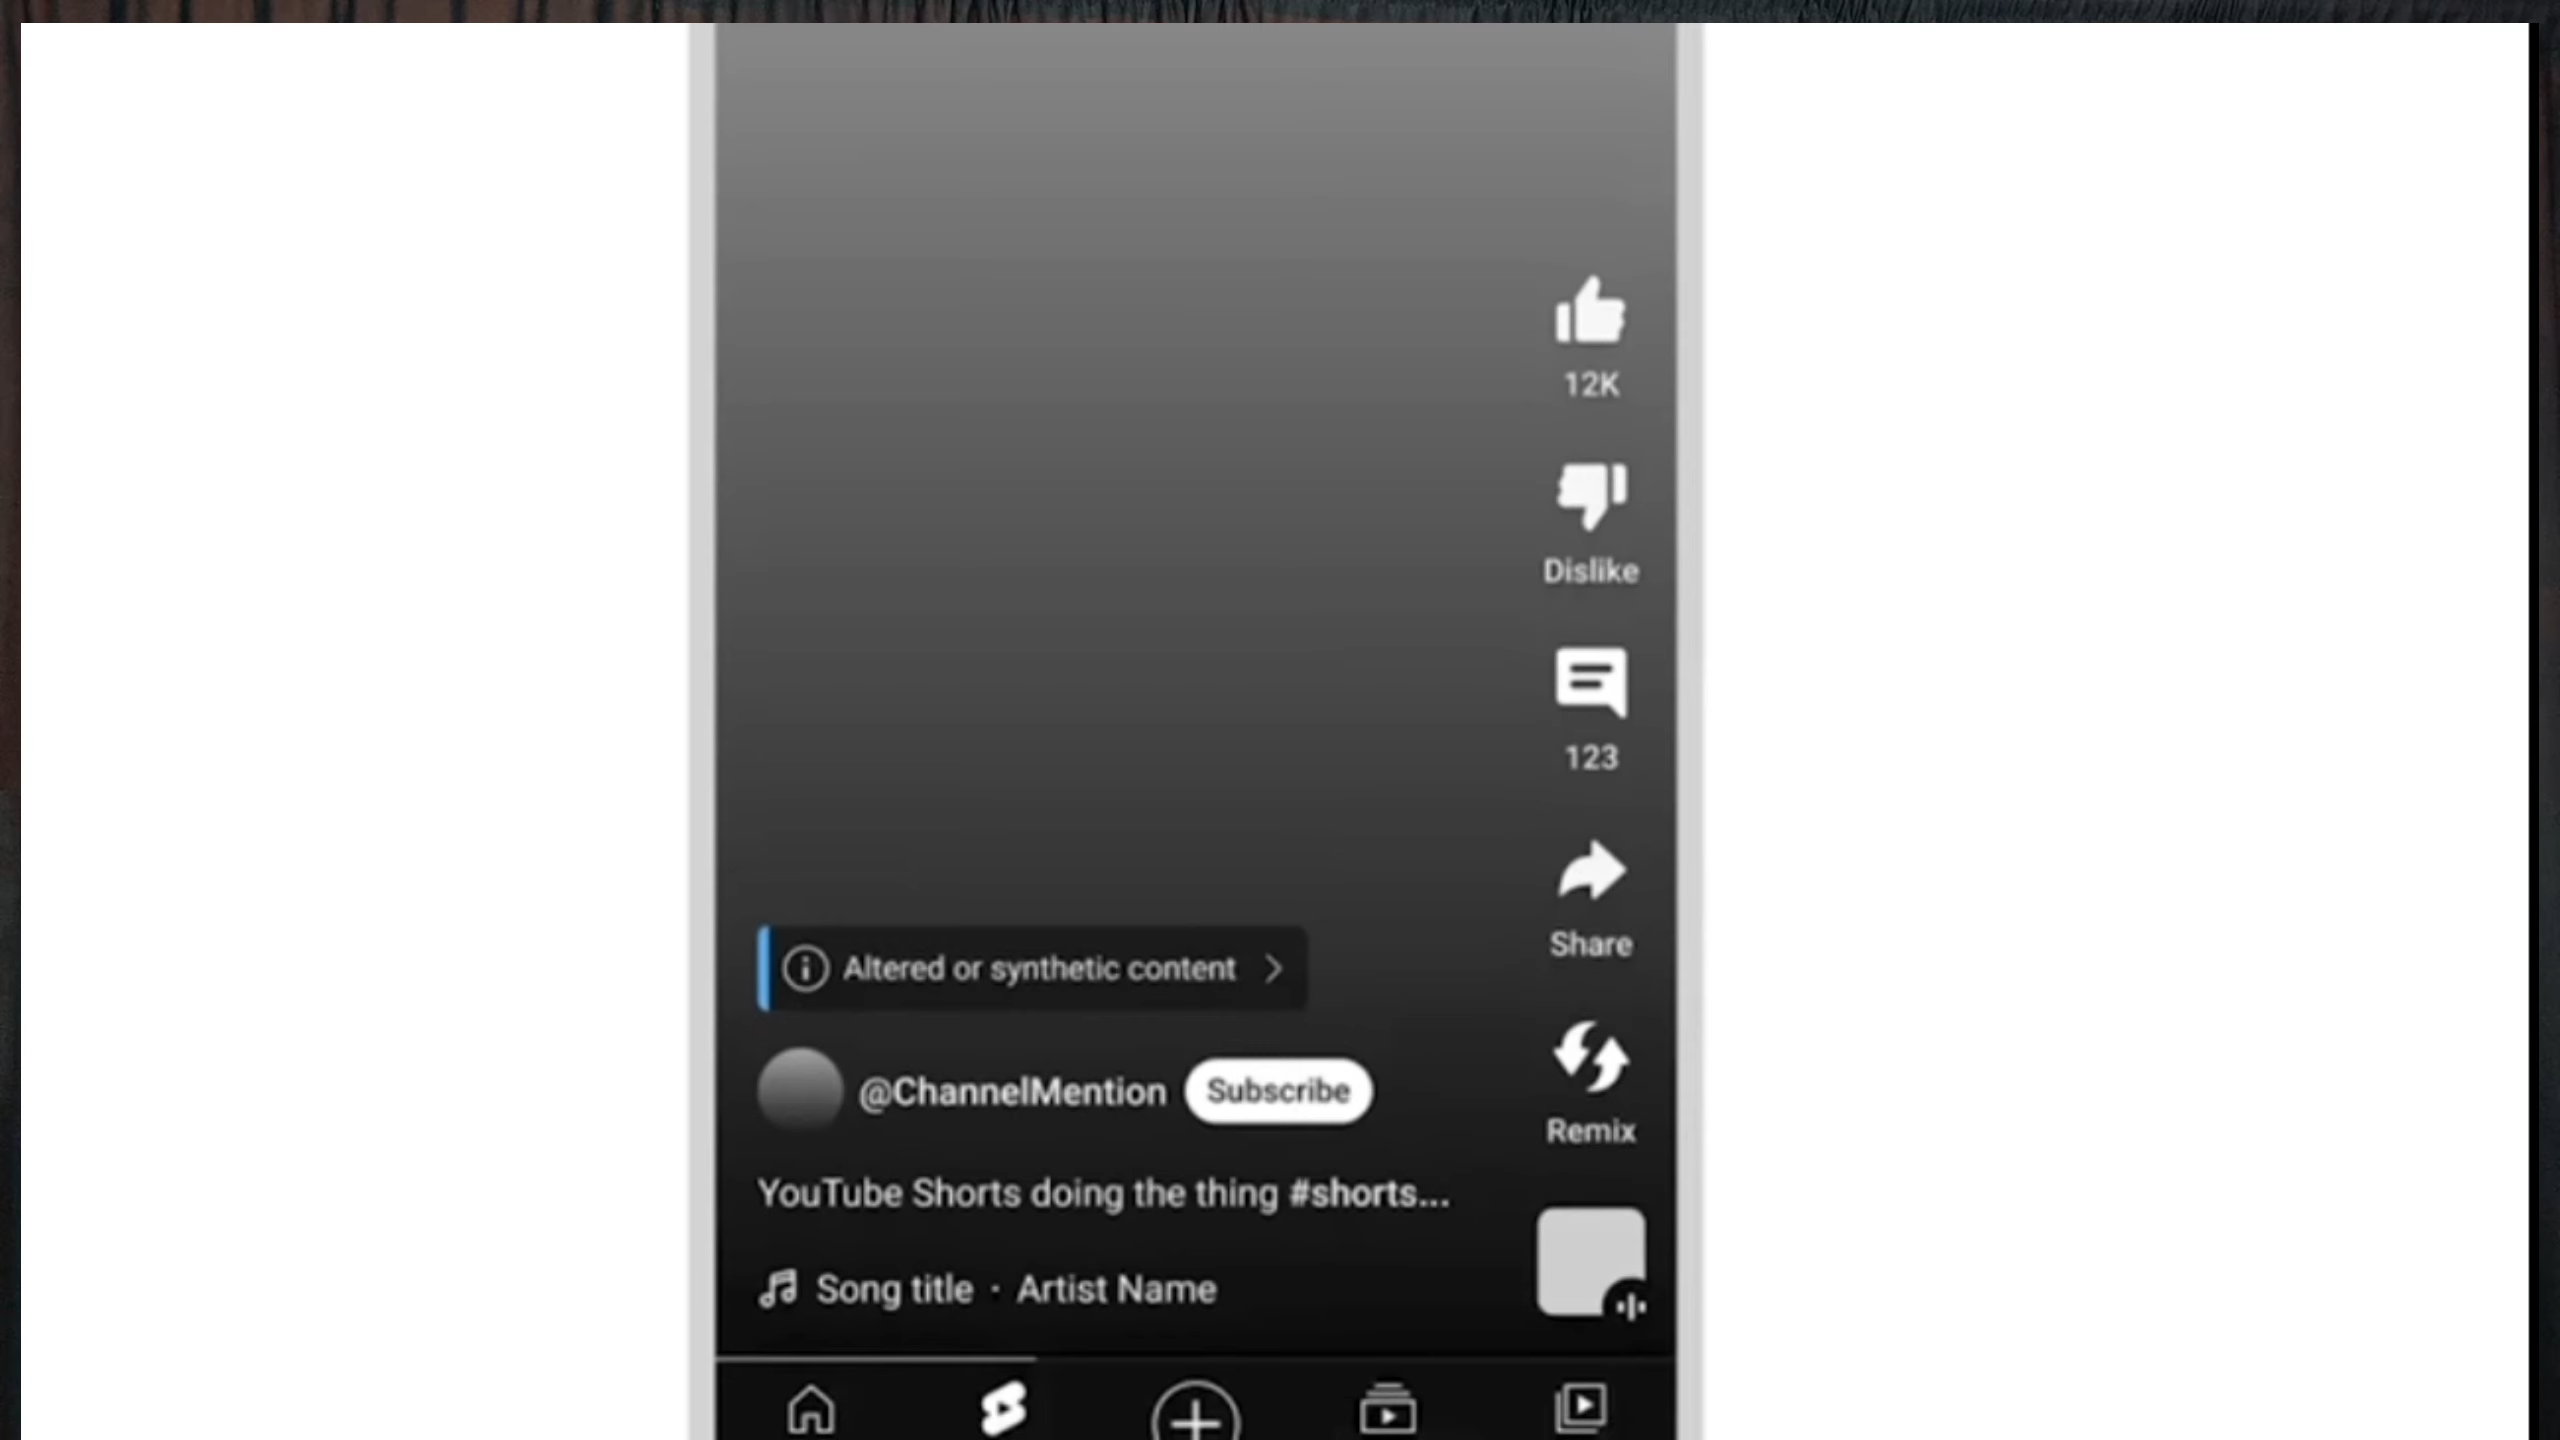 12K
Dislike
123
Share
Remix
Altered or synthetic content
@ChannelMention Subscribe
YouTube Shorts doing the thing #shorts...
Song title · Artist Name